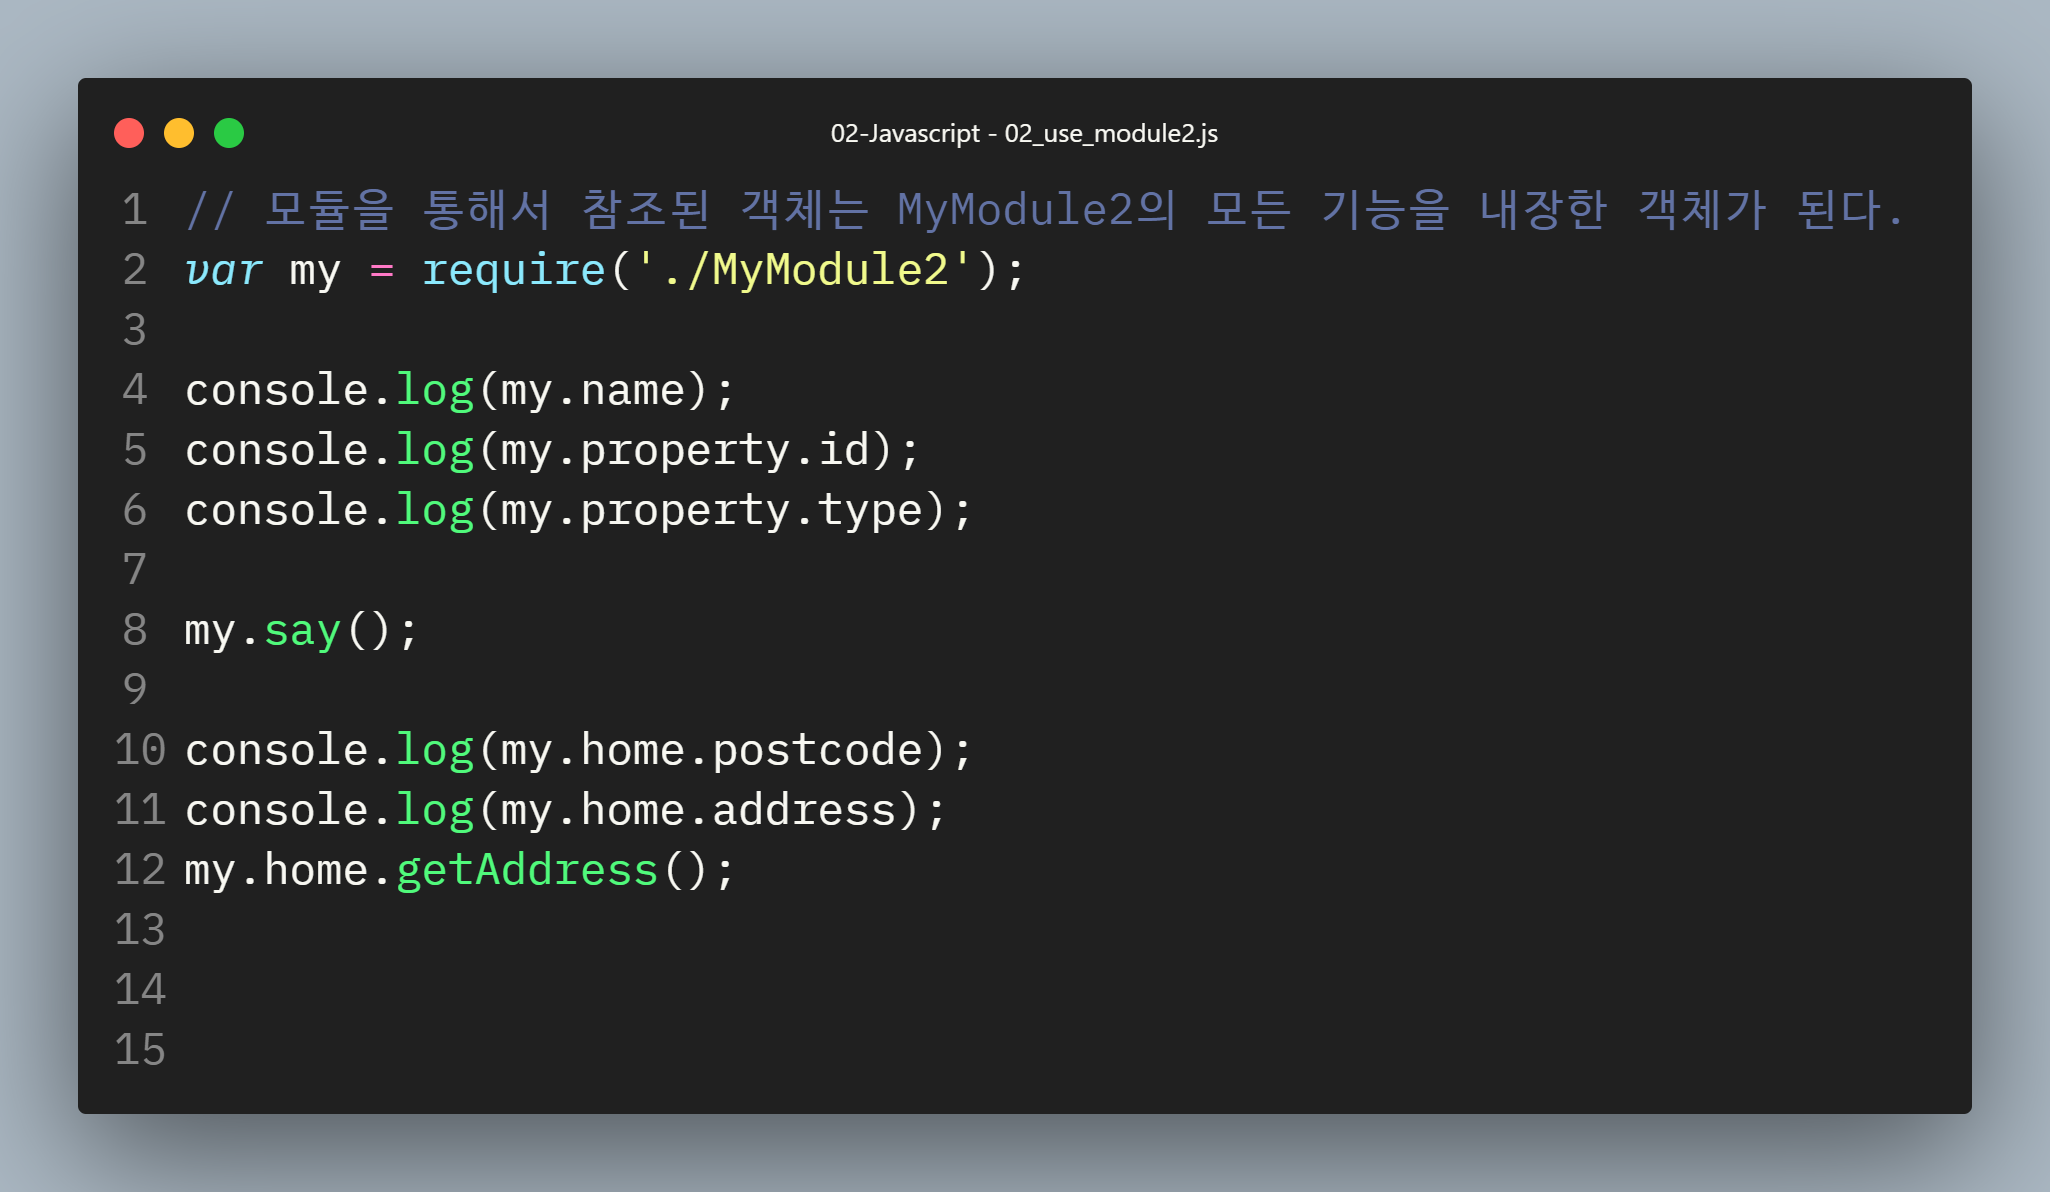 02-Javascript - 02_use_module2.js
1 // 모듈을 통해서 참조된 객체는 MyModule2의 모든 기능을 내장한 객체가 된다.
2 var my = require('./MyModule2');
3
4 console.log(my.name);
5 console.log(my.property.id);
6 console.log(my.property.type);
7
8 my.say();
9
10 console.log(my.home.postcode);
11 console.log(my.home.address);
12 my.home.getAddress();
13
14
15